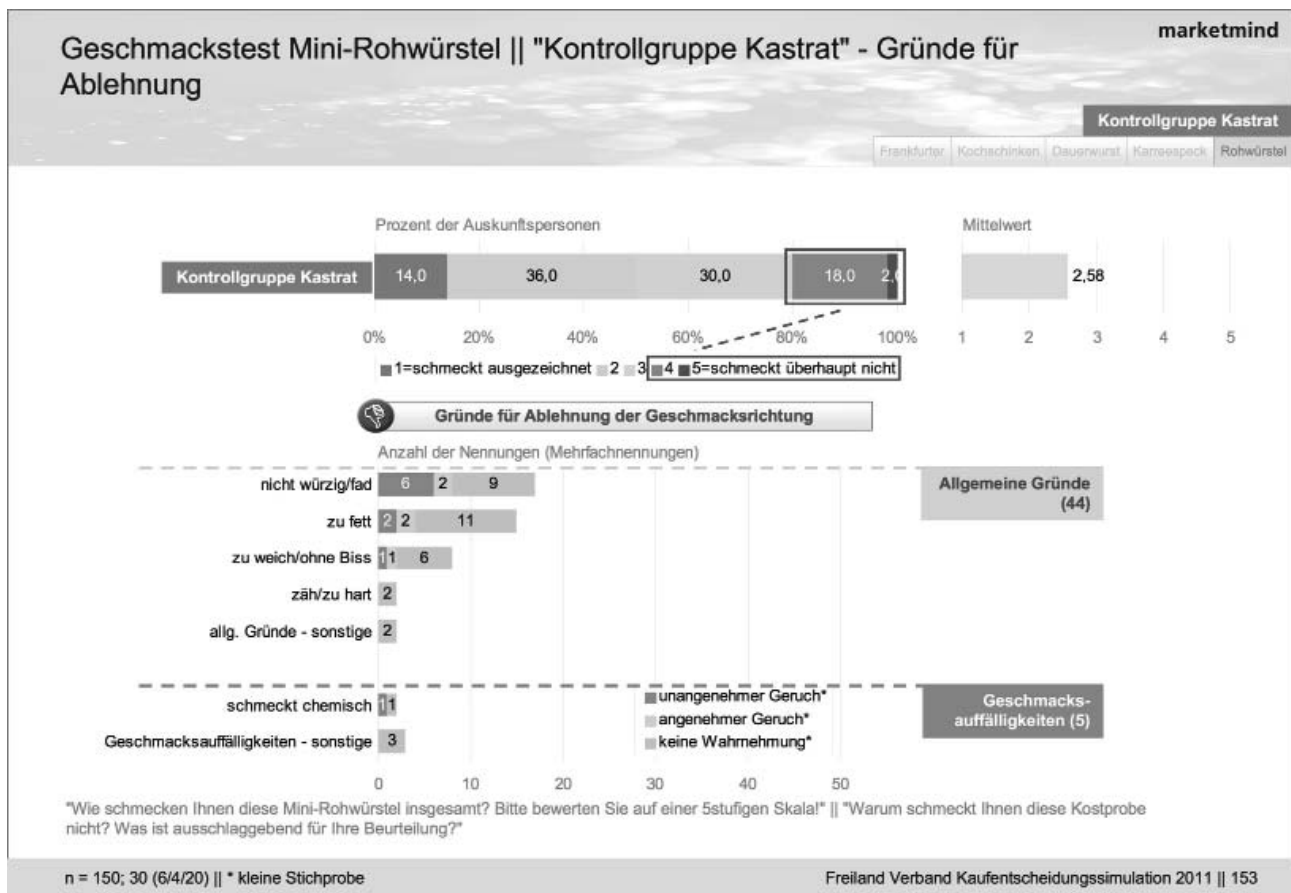 marketmind
Geschmackstest Mini-Rohwürstel || "Kontrollgruppe Kastrat" - Gründe für
Ablehnung
Kontrollgruppe Kastrat
Frankfurter Kochschinken Dauerwurst Karreespeck Rohwürstel
Prozent der Auskunftspersonen
Mittelwert
Kontrollgruppe Kastrat 14,0 36,0 30,0 18,0 2,0 2,58
0% 20% 40% 60% 80% 100% 1 2 3 4 5
1=schmeckt ausgezeichnet 2 3 4 5=schmeckt überhaupt nicht
Gründe für Ablehnung der Geschmacksrichtung
Anzahl der Nennungen (Mehrfachnennungen)
nicht würzig/fad 6 2 9
Allgemeine Gründe
(44)
zu fett 2 2 11
zu weich/ohne Biss 1 1 6
zäh/zu hart 2
allg. Gründe - sonstige 2
schmeckt chemisch 1 1
Geschmacksauffälligkeiten - sonstige 3
unangenehmer Geruch*
angenehmer Geruch*
keine Wahrnehmung*
Geschmacks-
auffälligkeiten (5)
0 10 20 30 40 50
"Wie schmecken Ihnen diese Mini-Rohwürstel insgesamt? Bitte bewerten Sie auf einer 5stufigen Skala!" || "Warum schmeckt Ihnen diese Kostprobe
nicht? Was ist ausschlaggebend für Ihre Beurteilung?"
n = 150; 30 (6/4/20) || * kleine Stichprobe
Freiland Verband Kaufentscheidungssimulation 2011 || 153